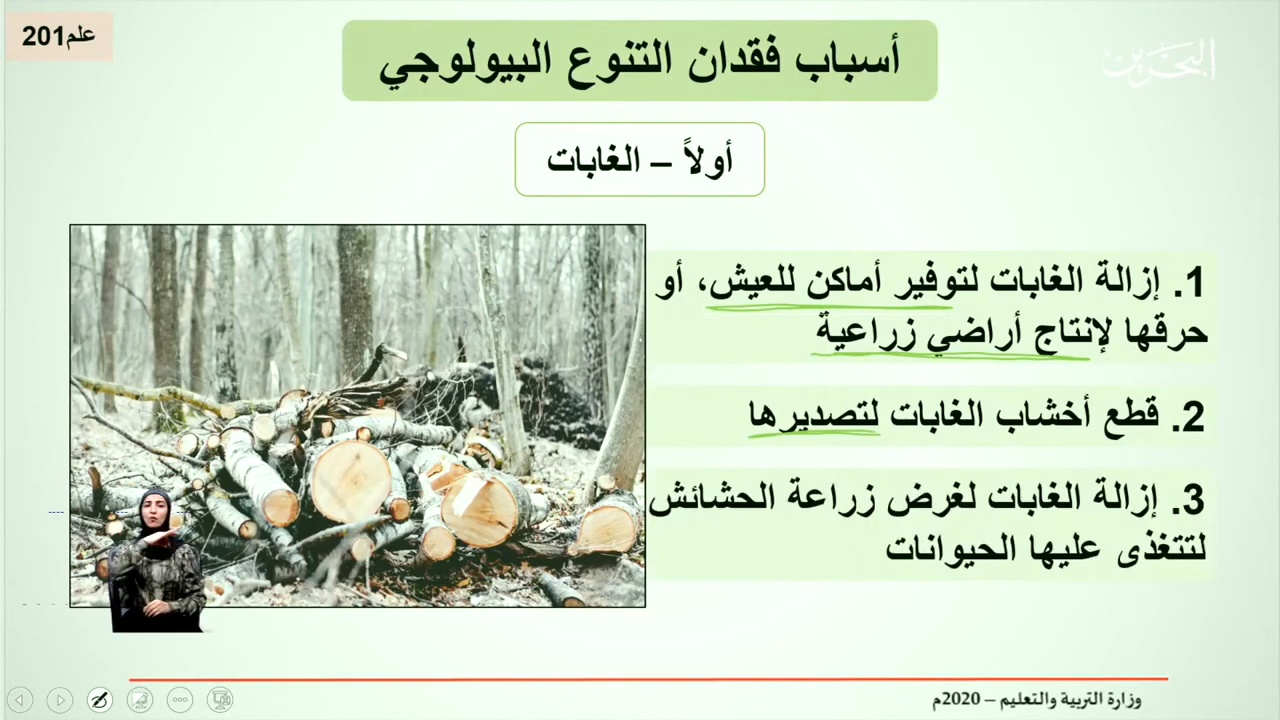 علم201
البحرين
أسباب فقدان التنوع البيولوجي
أولاً – الغابات
1. إزالة الغابات لتوفير أماكن للعيش، أو
حرقها لإنتاج أراضي زراعية
2. قطع أخشاب الغابات لتصديرها
3. إزالة الغابات لغرض زراعة الحشائش
لتتغذى عليها الحيوانات
وزارة التربية والتعليم – 2020م